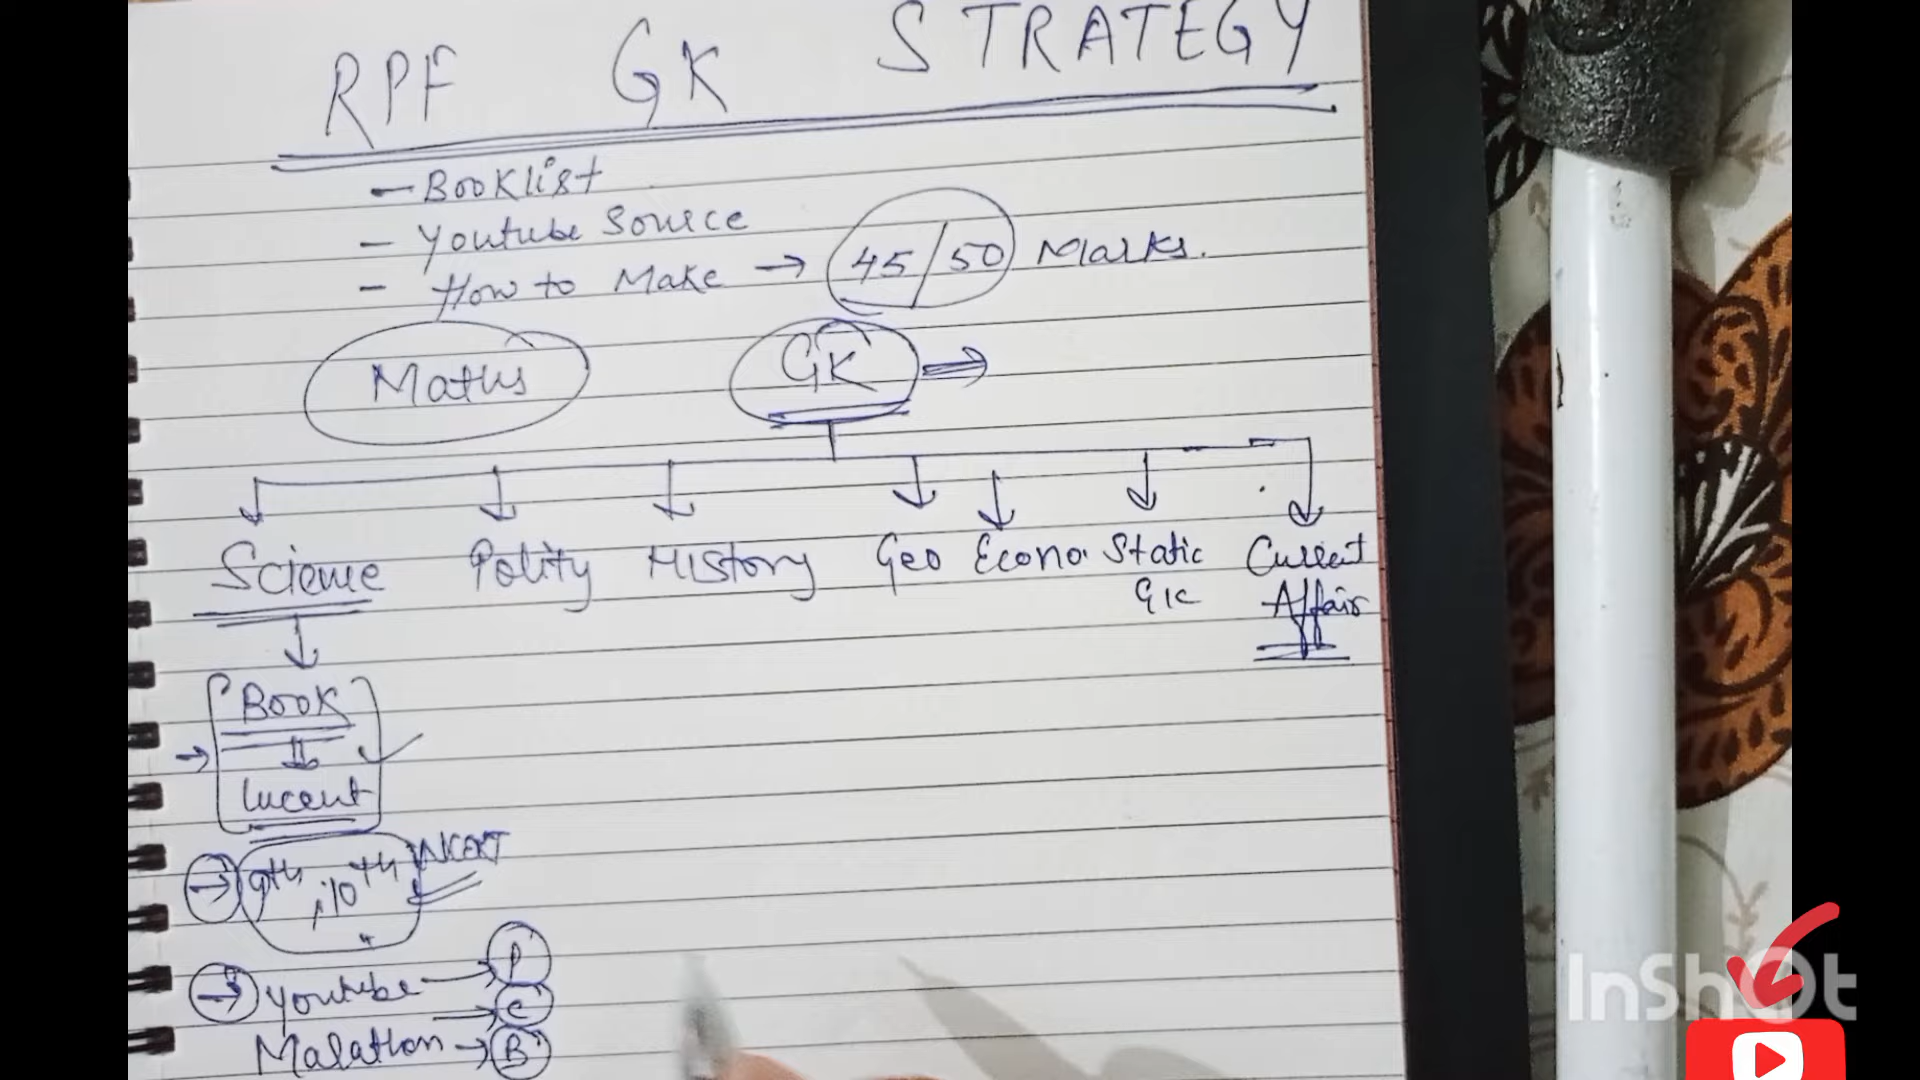 RPF GK STRATEGY
- Booklist
- Youtube Source
- How to Make → 45/50 Marks.
Maths GK ⇒
Science Polity History Geo Econo. Static GK Current Affair
Book
Lucent
→ 9th, 10th NCERT
→ Youtube → P
Marathon → C
→ B
InShot